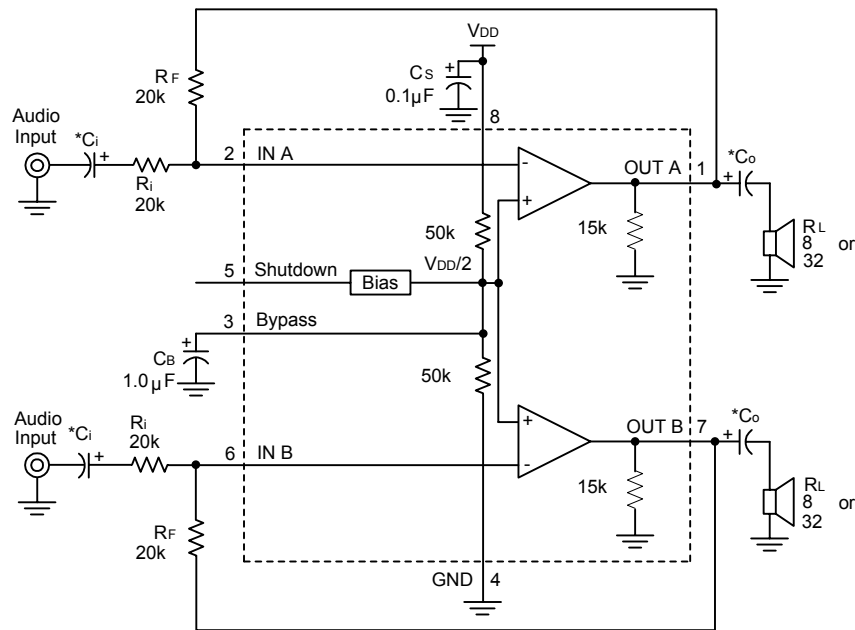 VDD
RF
20k
CS
0.1µF
8
Audio
Input
*Ci
+
Ri
20k
2
IN A
-
+
OUT A
1
*Co
+
50k
15k
RL
8
32
or
5
Shutdown
Bias
VDD/2
3
Bypass
+
CB
1.0µF
50k
Audio
Input
*Ci
+
Ri
20k
6
IN B
+
-
OUT B
7
*Co
+
15k
RL
8
32
or
RF
20k
GND
4
+